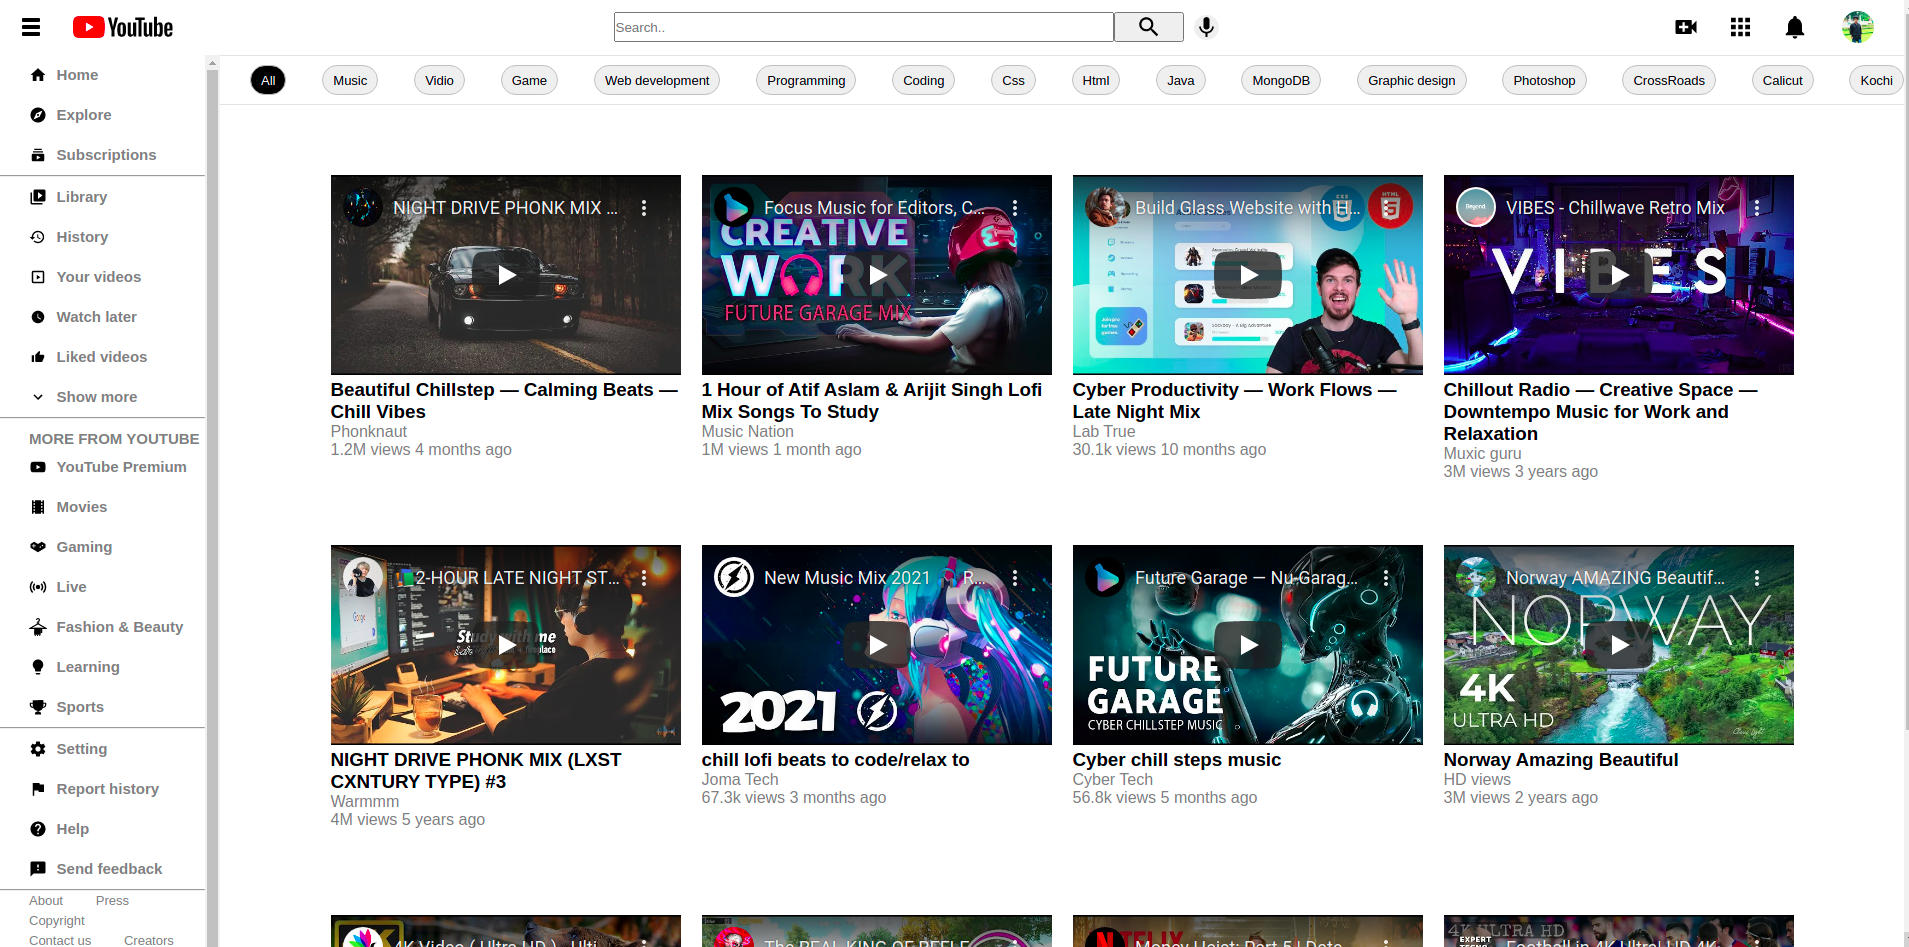 YouTube
Search..
Home
Explore
Subscriptions
Library
History
Your videos
Watch later
Liked videos
Show more
MORE FROM YOUTUBE
YouTube Premium
Movies
Gaming
Live
Fashion & Beauty
Learning
Sports
Setting
Report history
Help
Send feedback
About Press
Copyright
Contact us Creators
All Music Vidio Game Web development Programming Coding Css Html Java MongoDB Graphic design Photoshop CrossRoads Calicut Kochi
NIGHT DRIVE PHONK MIX ...
Beautiful Chillstep — Calming Beats —
Chill Vibes
Phonknaut
1.2M views 4 months ago
Focus Music for Editors, C...
CREATIVE
WORK
FUTURE GARAGE MIX
1 Hour of Atif Aslam & Arijit Singh Lofi
Mix Songs To Study
Music Nation
1M views 1 month ago
Build Glass Website with H...
Cyber Productivity — Work Flows —
Late Night Mix
Lab True
30.1k views 10 months ago
Beyond.
VIBES - Chillwave Retro Mix
VIBES
Chillout Radio — Creative Space —
Downtempo Music for Work and
Relaxation
Muxic guru
3M views 3 years ago
2-HOUR LATE NIGHT ST...
Google
Study with me
NIGHT DRIVE PHONK MIX (LXST
CXNTURY TYPE) #3
Warmmm
4M views 5 years ago
New Music Mix 2021 R...
2021
chill lofi beats to code/relax to
Joma Tech
67.3k views 3 months ago
Future Garage — Nu Garag...
FUTURE
GARAGE
CYBER CHILLSTEP MUSIC
Cyber chill steps music
Cyber Tech
56.8k views 5 months ago
Norway AMAZING Beautif...
NORWAY
4K
ULTRA HD
Norway Amazing Beautiful
HD views
3M views 2 years ago
4K Video ( Ultra HD ) - Ulti...
The REAL KING OF
NETFLIX
Money Heist: Part 5 | Date
4K ULTRA HD
EXPERT
Football in 4K Ultra HD 4K